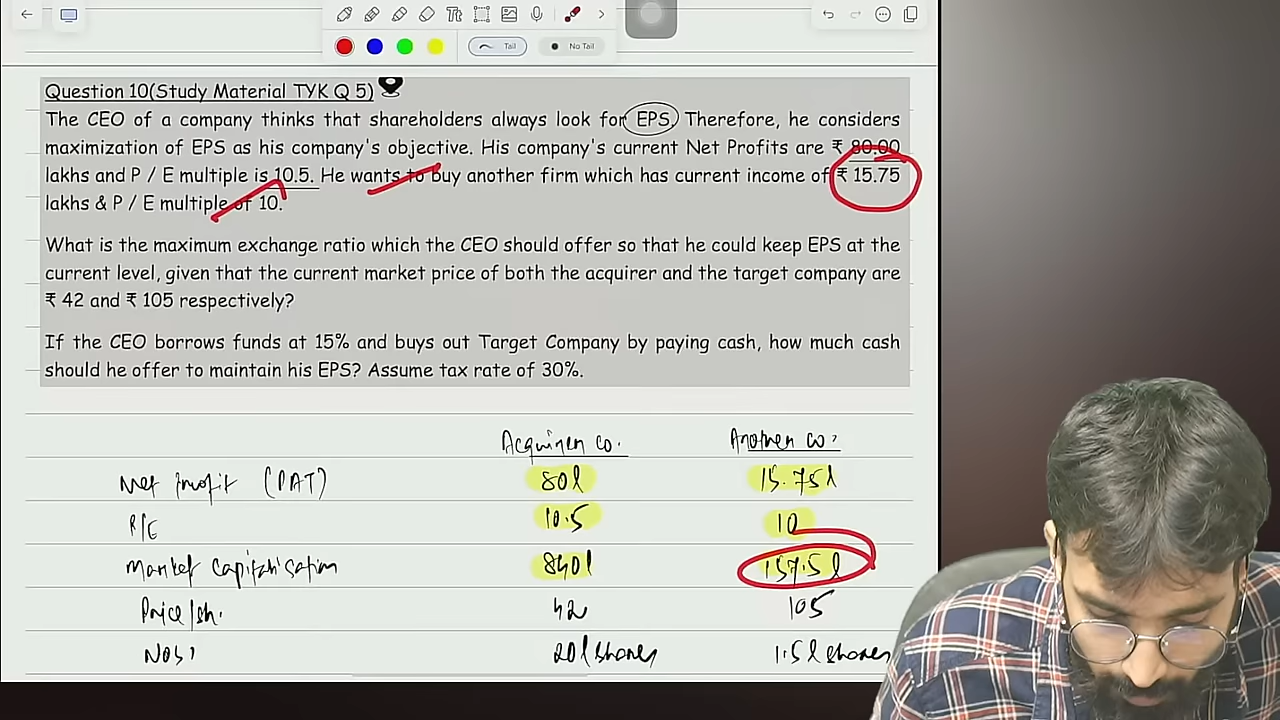 Tt
Tail
No Tail
Question 10(Study Material TYK Q 5)
The CEO of a company thinks that shareholders always look for EPS. Therefore, he considers
maximization of EPS as his company's objective. His company's current Net Profits are ₹ 80.00
lakhs and P / E multiple is 10.5. He wants to buy another firm which has current income of ₹ 15.75
lakhs & P / E multiple of 10.
What is the maximum exchange ratio which the CEO should offer so that he could keep EPS at the
current level, given that the current market price of both the acquirer and the target company are
₹ 42 and ₹ 105 respectively?
If the CEO borrows funds at 15% and buys out Target Company by paying cash, how much cash
should he offer to maintain his EPS? Assume tax rate of 30%.
Acquirer co. Another co.
Net profit (PAT) 80l 15.75l
P/E 10.5 10
Market capitalisation 840l 157.5l
Price/sh. 42 105
NOS 20l shares 1.5l shares